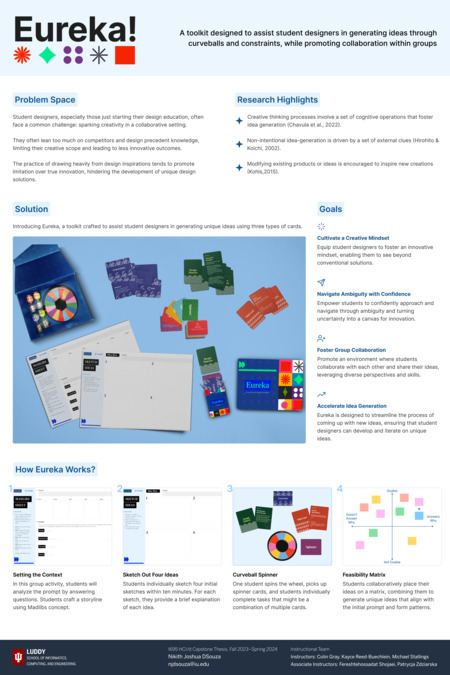 Eureka!
A toolkit designed to assist student designers in generating ideas through
curveballs and constraints, while promoting collaboration within groups
Problem Space
Student designers, especially those just starting their design education, often
face a common challenge: sparking creativity in a collaborative setting.
They often lean too much on competitors and design precedent knowledge,
limiting their creative scope and leading to less innovative outcomes.
The practice of drawing heavily from design inspirations tends to promote
imitation over true innovation, hindering the development of unique design
solutions.
Research Highlights
Creative thinking processes involve a set of cognitive operations that foster
idea generation (Chavula et al., 2022).
Non-intentional idea-generation is driven by a set of external clues (Hirohito &
Koichi, 2002).
Modifying existing products or ideas is encouraged to inspire new creations
(Kohls,2015).
Solution
Introducing Eureka, a toolkit crafted to assist student designers in generating unique ideas using three types of cards.
SKETCH
IDEAS
Eureka
Goals
Cultivate a Creative Mindset
Equip student designers to foster an innovative
mindset, enabling them to see beyond
conventional solutions.
Navigate Ambiguity with Confidence
Empower students to confidently approach and
navigate through ambiguity and turning
uncertainty into a canvas for innovation.
Foster Group Collaboration
Promote an environment where students
collaborate with each other and share their ideas,
leveraging diverse perspectives and skills.
Accelerate Idea Generation
Eureka is designed to streamline the process of
coming up with new ideas, ensuring that student
designers can develop and iterate on unique
ideas.
How Eureka Works?
1
Setting the Context
In this group activity, students will
analyze the prompt by answering
questions. Students craft a storyline
using Madlibs concept.
2
SKETCH
IDEAS
Sketch Out Four Ideas
Students individually sketch four
initial sketches within ten minutes. For
each sketch, they provide a brief explanation
of each idea.
3
Spinner
Curveball Spinner
One student spins the wheel, picks up
spinner cards, and students individually
complete tasks that might be a
combination of multiple cards.
4
Doable
Doesn't
Answers
Why
Answers
Why
Not Doable
Feasibility Matrix
Students collaboratively place their
ideas on a matrix, combining them to
generate unique ideas that align with
the initial prompt and form patterns.
LUDDY
SCHOOL OF INFORMATICS,
COMPUTING, AND ENGINEERING
I695 HCI/d Capstone Thesis, Fall 2023–Spring 2024
Nikith Joshua DSouza
njdsouza@iu.edu
Instructional Team
Instructors: Colin Gray, Kayce Reed-Buechlein, Michael Stallings
Associate Instructors: Fereshtehossadat Shojaei, Patrycja Zdziarska